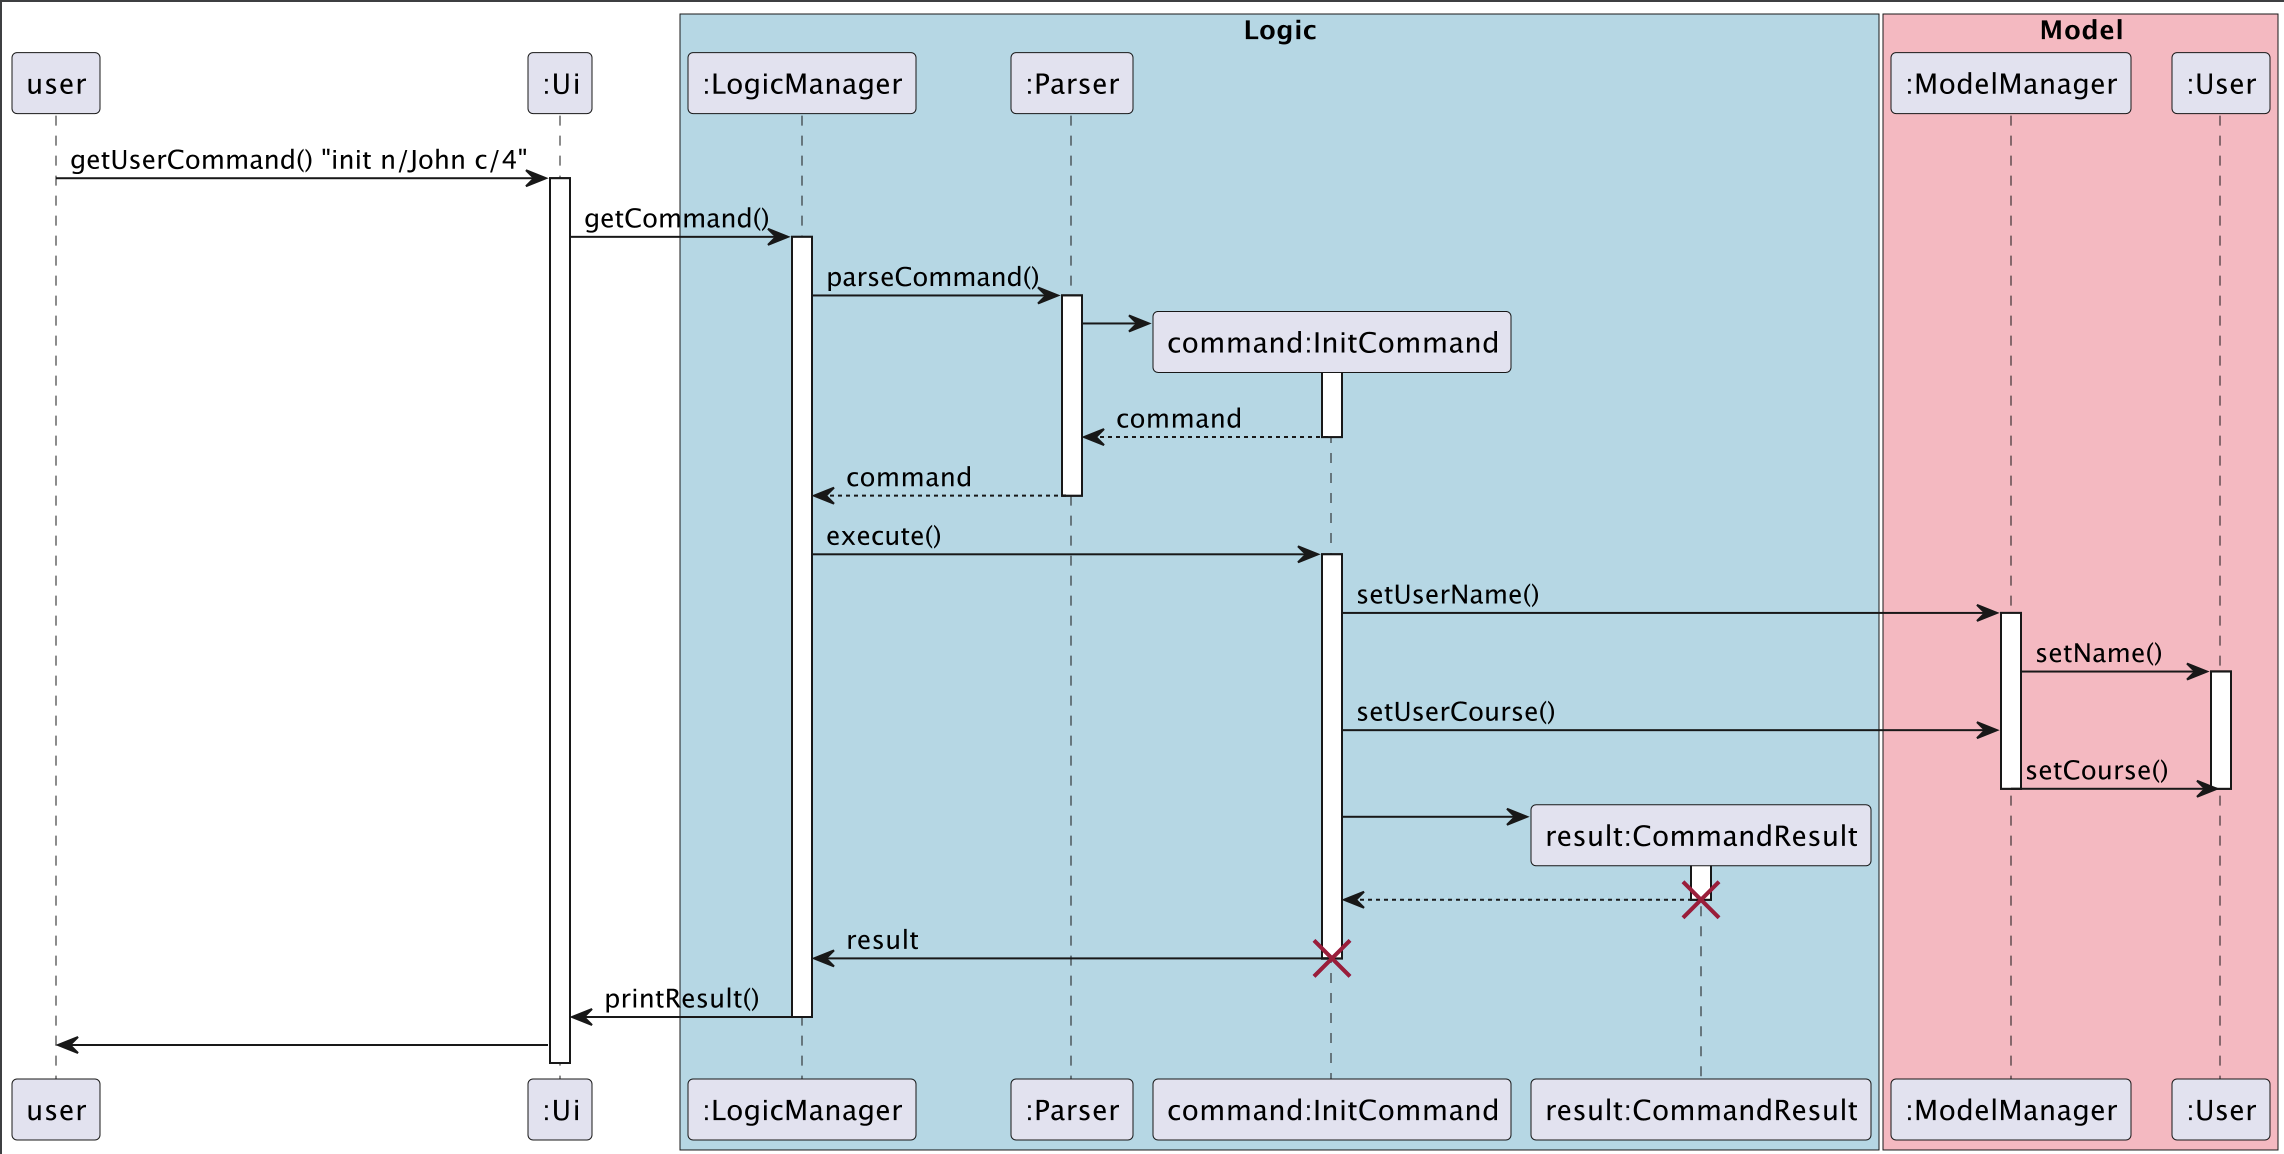 Logic
Model
user
:Ui
:LogicManager
:Parser
:ModelManager
:User
getUserCommand() "init n/John c/4"
getCommand()
parseCommand()
command:InitCommand
command
command
execute()
setUserName()
setName()
setUserCourse()
setCourse()
result:CommandResult
result
printResult()
user
:Ui
:LogicManager
:Parser
command:InitCommand
result:CommandResult
:ModelManager
:User